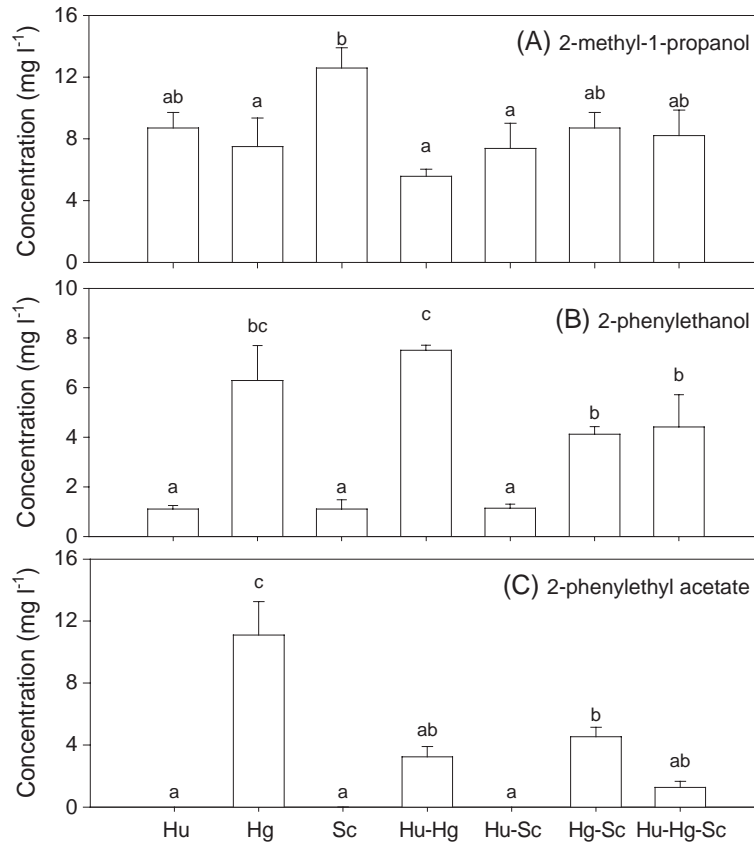 16
(A) 2-methyl-1-propanol
b
12
ab
a
ab
ab
a
8
a
4
0
Concentration (mg l⁻¹)
10
(B) 2-phenylethanol
bc
c
8
6
b
b
4
2
a
a
a
0
Concentration (mg l⁻¹)
16
(C) 2-phenylethyl acetate
c
12
8
b
ab
ab
4
a
a
a
0
Concentration (mg l⁻¹)
Hu Hg Sc Hu-Hg Hu-Sc Hg-Sc Hu-Hg-Sc